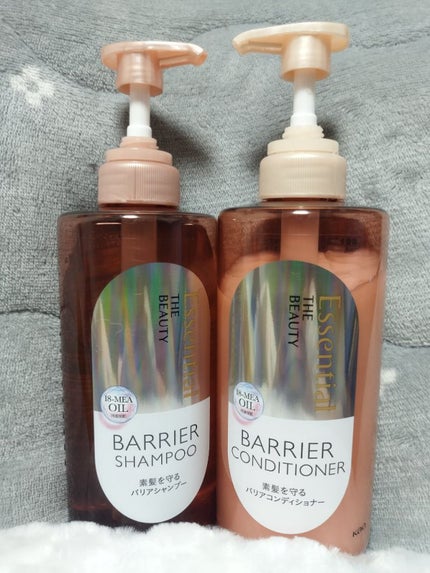 Essential
THE
BEAUTY
18-MEA
OIL
BARRIER
SHAMPOO
素髪を守る
バリアシャンプー
Essential
THE
BEAUTY
18-MEA
OIL
BARRIER
CONDITIONER
素髪を守る
バリアコンディショナー